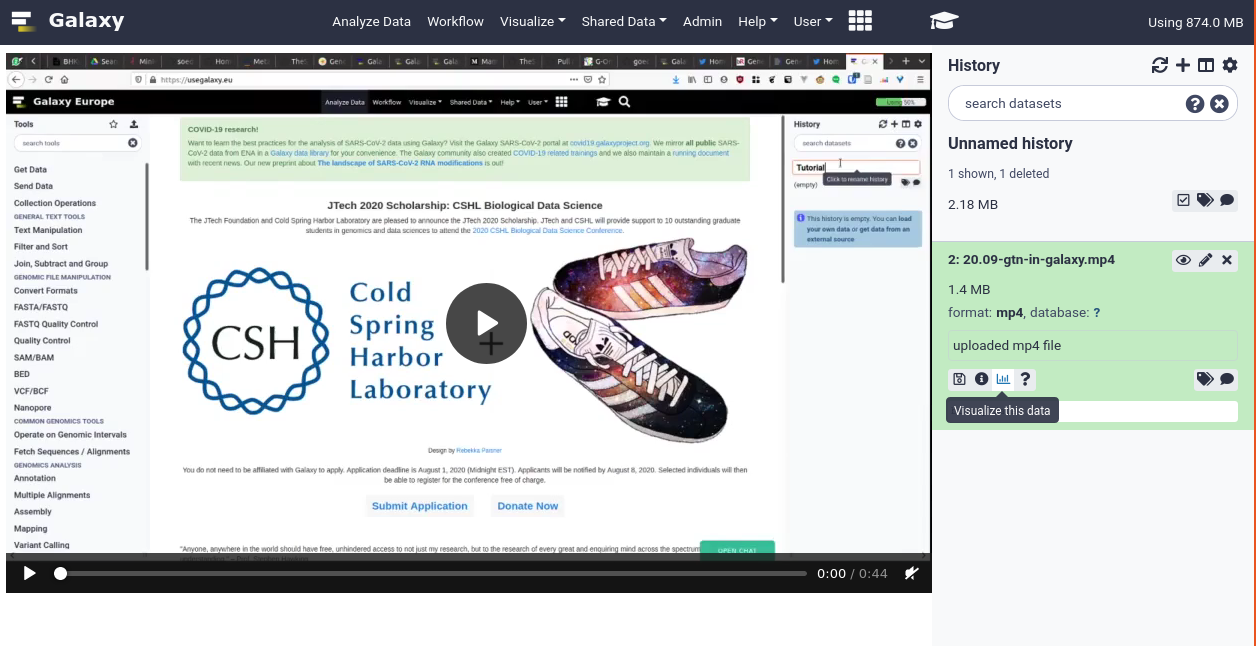 Galaxy
Analyze Data Workflow Visualize Shared Data Admin Help User
Using 874.0 MB
https://usegalaxy.eu
Galaxy Europe
Analyze Data Workflow Visualize Shared Data Help User
Using 50%
Tools
search tools
Get Data
Send Data
Collection Operations
GENERAL TEXT TOOLS
Text Manipulation
Filter and Sort
Join, Subtract and Group
GENOMIC FILE MANIPULATION
Convert Formats
FASTA/FASTQ
FASTQ Quality Control
Quality Control
SAM/BAM
BED
VCF/BCF
Nanopore
COMMON GENOMICS TOOLS
Operate on Genomic Intervals
Fetch Sequences / Alignments
GENOMICS ANALYSIS
Annotation
Multiple Alignments
Assembly
Mapping
Variant Calling
COVID-19 research!
Want to learn the best practices for the analysis of SARS-CoV-2 data using Galaxy? Visit the Galaxy SARS-CoV-2 portal at covid19.galaxyproject.org. We mirror all public SARS-
CoV-2 data from ENA in a Galaxy data library for your convenience. The Galaxy community also created COVID-19 related trainings and we also maintain a running document
with recent news. Our new preprint about The landscape of SARS-CoV-2 RNA modifications is out!
JTech 2020 Scholarship: CSHL Biological Data Science
The JTech Foundation and Cold Spring Harbor Laboratory are pleased to announce the JTech 2020 Scholarship. JTech and CSHL will provide support to 10 outstanding graduate
students in genomics and data sciences to attend the 2020 CSHL Biological Data Science Conference.
CSH
Cold
Spring
Harbor
Laboratory
Design by Rebekka Paisner
You do not need to be affiliated with Galaxy to apply. Application deadline is August 1, 2020 (Midnight EST). Applicants will be notified by August 8, 2020. Selected individuals will then
be able to register for the conference free of charge.
Submit Application Donate Now
"Anyone, anywhere in the world should have free, unhindered access to not just my research, but to the research of every great and enquiring mind across the spectrum
OPEN CHAT
History
search datasets
Tutorial
Click to rename history
(empty)
This history is empty. You can load
your own data or get data from an
external source
0:00 / 0:44
History
search datasets
Unnamed history
1 shown, 1 deleted
2.18 MB
2: 20.09-gtn-in-galaxy.mp4
1.4 MB
format: mp4, database: ?
uploaded mp4 file
Visualize this data